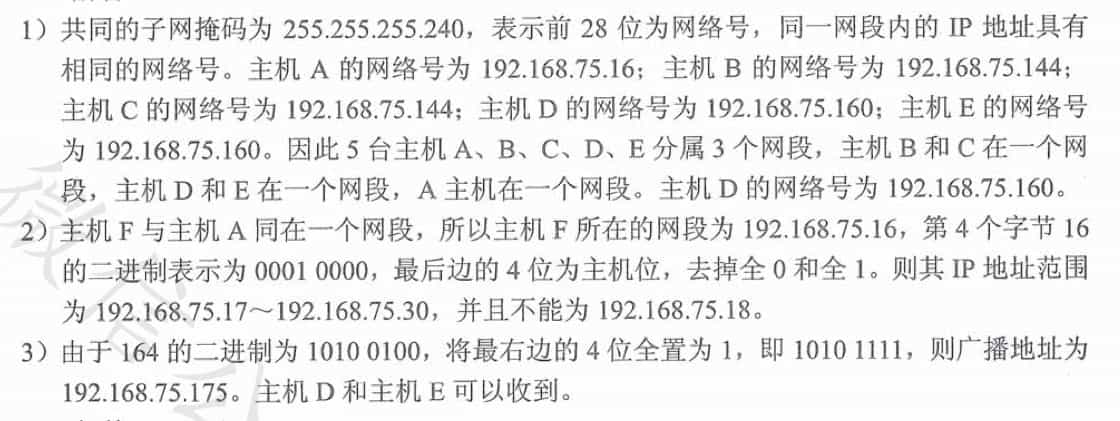 1）共同的子网掩码为 255.255.255.240，表示前 28 位为网络号，同一网段内的 IP 地址具有
相同的网络号。主机 A 的网络号为 192.168.75.16；主机 B 的网络号为 192.168.75.144；
主机 C 的网络号为 192.168.75.144；主机 D 的网络号为 192.168.75.160；主机 E 的网络号
为 192.168.75.160。因此 5 台主机 A、B、C、D、E 分属 3 个网段，主机 B 和 C 在一个网
段，主机 D 和 E 在一个网段，A 主机在一个网段。主机 D 的网络号为 192.168.75.160。
2）主机 F 与主机 A 同在一个网段，所以主机 F 所在的网段为 192.168.75.16，第 4 个字节 16
的二进制表示为 0001 0000，最后边的 4 位为主机位，去掉全 0 和全 1。则其 IP 地址范围
为 192.168.75.17～192.168.75.30，并且不能为 192.168.75.18。
3）由于 164 的二进制为 1010 0100，将最右边的 4 位全置为 1，即 1010 1111，则广播地址为
192.168.75.175。主机 D 和主机 E 可以收到。
微信公